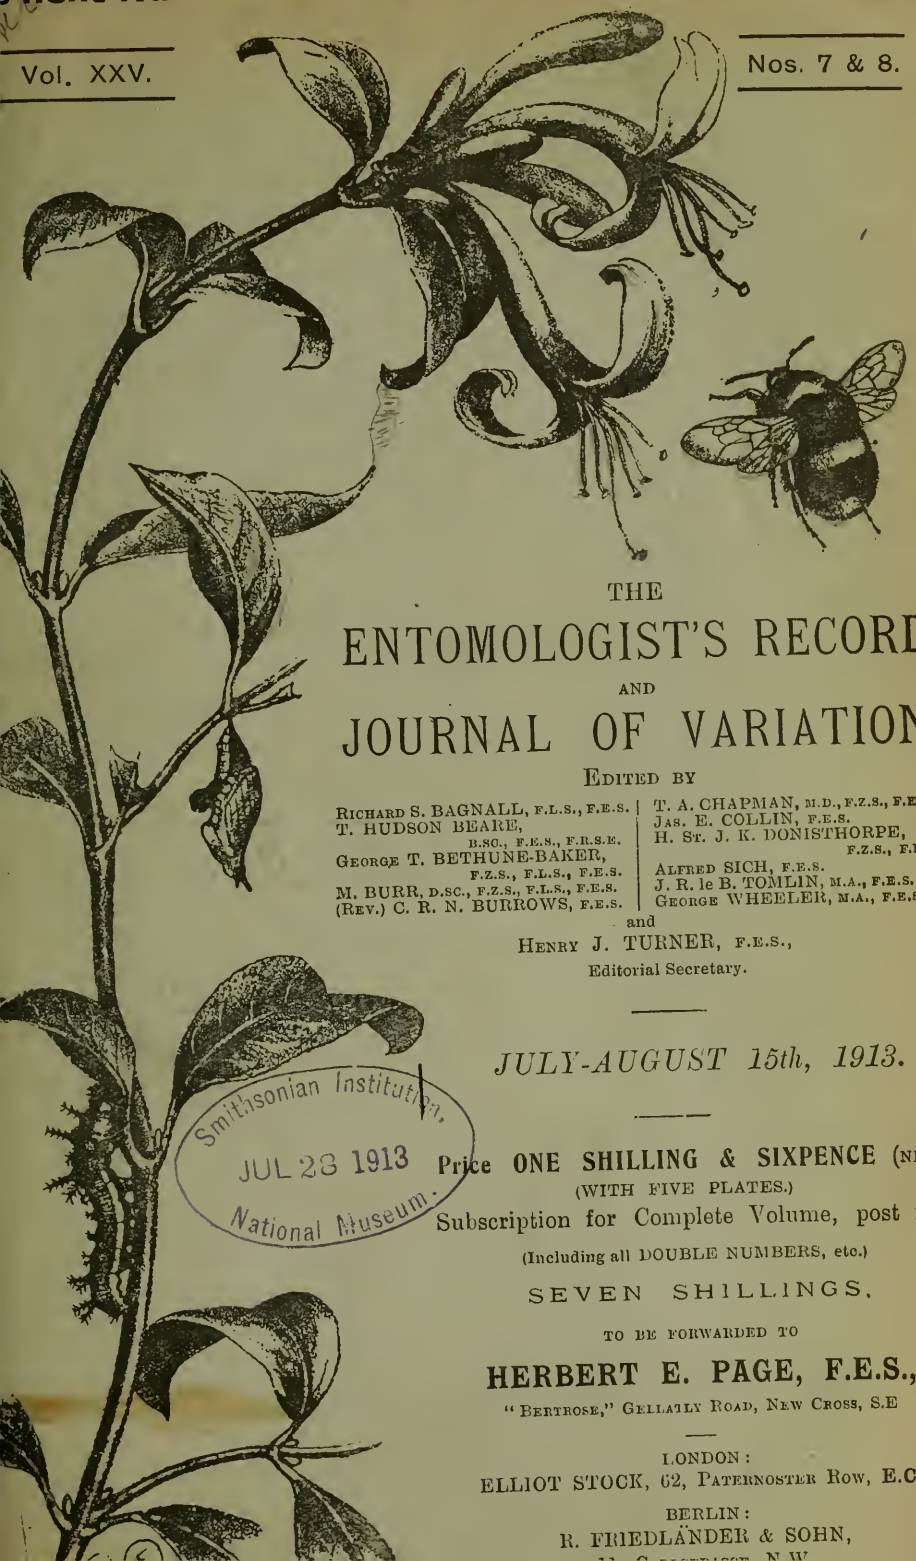 Vol. XXV.
Nos. 7 & 8.
THE
ENTOMOLOGIST'S RECORD
AND
JOURNAL OF VARIATION
EDITED BY
RICHARD S. BAGNALL, F.L.S., F.E.S.
T. HUDSON BEARE,
B.SC., F.E.S., F.R.S.E.
GEORGE T. BETHUNE-BAKER,
F.Z.S., F.L.S., F.E.S.
M. BURR, D.SC., F.Z.S., F.L.S., F.E.S.
(REV.) C. R. N. BURROWS, F.E.S.
T. A. CHAPMAN, M.D., F.Z.S., F.E
JAS. E. COLLIN, F.E.S.
H. ST. J. K. DONISTHORPE,
F.Z.S., F.
ALFRED SICH, F.E.S.
J. R. le B. TOMLIN, M.A., F.E.S.
GEORGE WHEELER, M.A., F.E.S
and
HENRY J. TURNER, F.E.S.,
Editorial Secretary.
JULY-AUGUST 15th, 1913.
Smithsonian Institution.
JUL 23 1913
National Museum.
Price ONE SHILLING & SIXPENCE
(WITH FIVE PLATES.)
Subscription for Complete Volume, post
(Including all DOUBLE NUMBERS, etc.)
SEVEN SHILLINGS,
TO BE FORWARDED TO
HERBERT E. PAGE, F.E.S.,
"BERTROSE," GELLATLY ROAD, NEW CROSS, S.E
LONDON:
ELLIOT STOCK, 62, PATERNOSTER ROW, E.C
BERLIN:
R. FRIEDLÄNDER & SOHN,